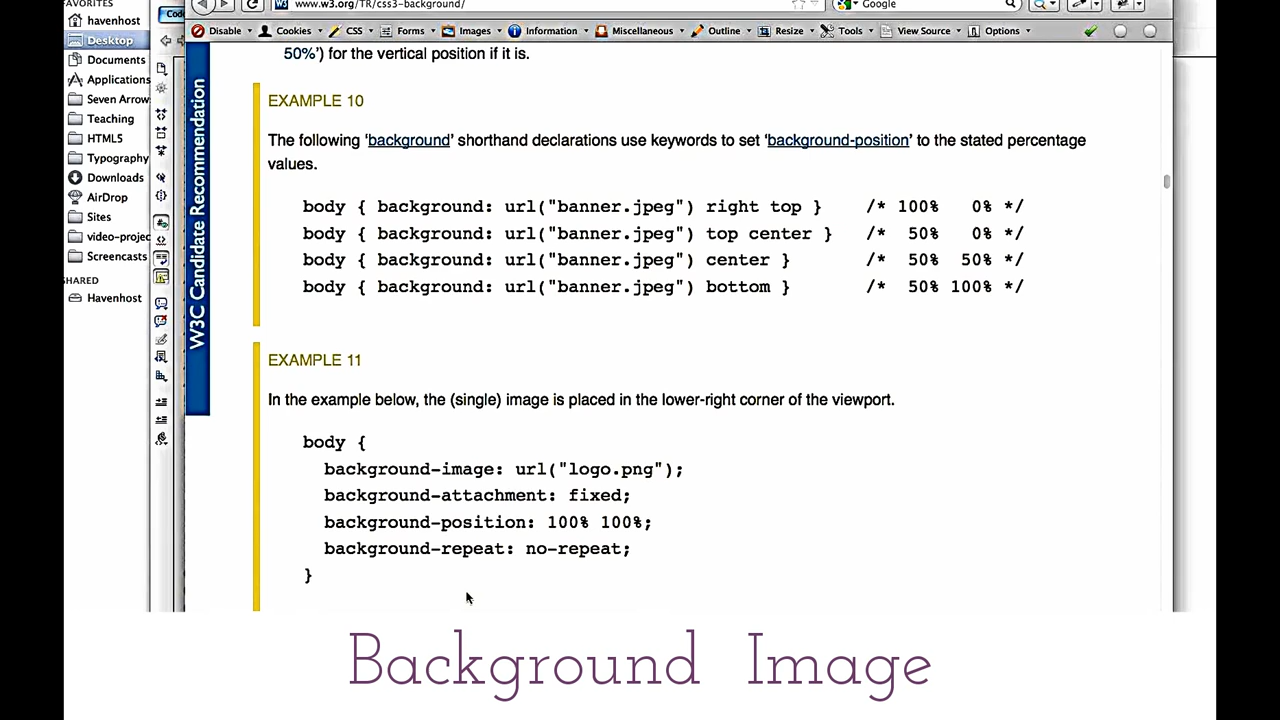 FAVORITES
havenhost
Desktop
Documents
Applications
Seven Arrow
Teaching
HTML5
Typography
Downloads
AirDrop
Sites
video-projec
Screencasts
SHARED
Havenhost
Cod
W3 www.w3.org/TR/css3-background/
Google
Disable Cookies CSS Forms Images Information Miscellaneous Outline Resize Tools View Source Options
W3C Candidate Recommendation
50%’) for the vertical position if it is.
EXAMPLE 10
The following ‘background’ shorthand declarations use keywords to set ‘background-position’ to the stated percentage
values.
body { background: url("banner.jpeg") right top } /* 100% 0% */
body { background: url("banner.jpeg") top center } /* 50% 0% */
body { background: url("banner.jpeg") center } /* 50% 50% */
body { background: url("banner.jpeg") bottom } /* 50% 100% */
EXAMPLE 11
In the example below, the (single) image is placed in the lower-right corner of the viewport.
body {
background-image: url("logo.png");
background-attachment: fixed;
background-position: 100% 100%;
background-repeat: no-repeat;
}
Background Image